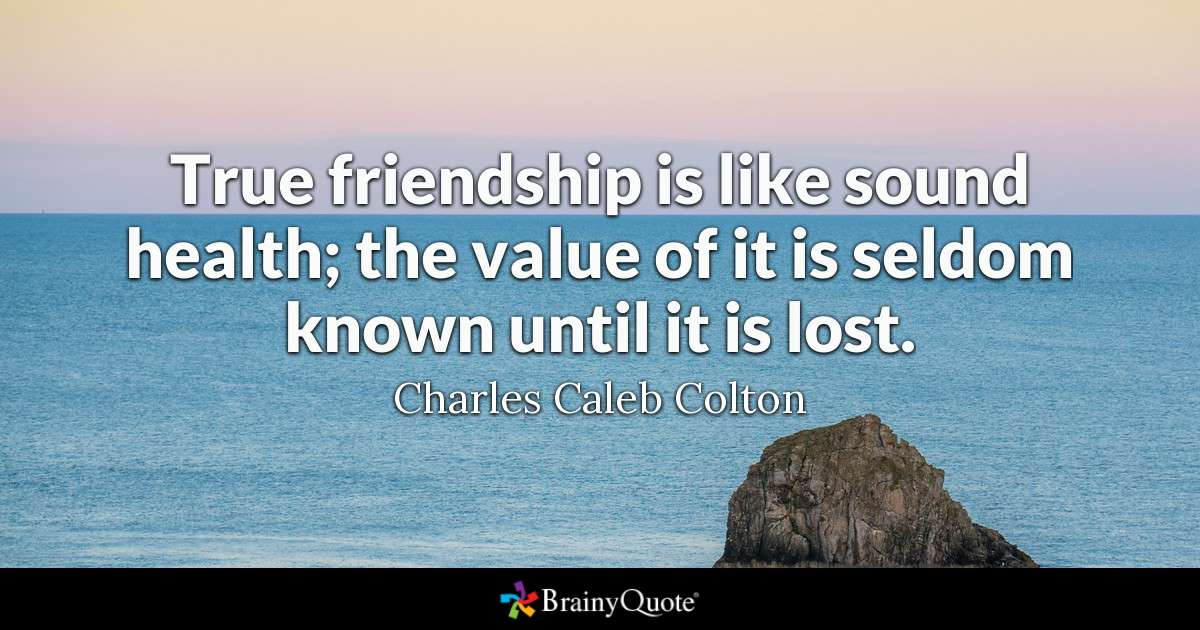 True friendship is like sound
health; the value of it is seldom
known until it is lost.
Charles Caleb Colton
BrainyQuote®